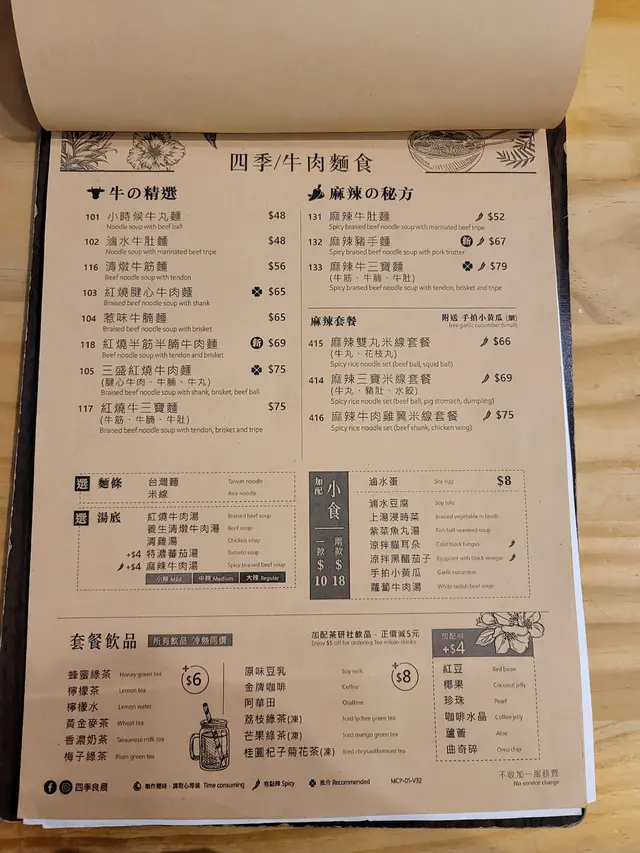 四季/牛肉麵食
牛の精選
101 小時候牛丸麵 $48
Noodle soup with beef ball
102 滷水牛肚麵 $48
Noodle soup with marinated beef tripe
116 清燉牛筋麵 $56
Beef noodle soup with tendon
103 紅燒腱心牛肉麵 $65
Braised beef noodle soup with shank
104 惹味牛腩麵 $65
Braised beef noodle soup with brisket
118 紅燒半筋半腩牛肉麵 新 $69
Beef noodle soup with tendon and brisket
105 三盛紅燒牛肉麵 $75
(腱心牛肉、牛腩、牛丸)
Braised beef noodle soup with shank, brisket, beef ball
117 紅燒牛三寶麵 $75
(牛筋、牛腩、牛肚)
Braised beef noodle soup with tendon, brisket and tripe
麻辣の秘方
131 麻辣牛肚麵 $52
Spicy braised beef noodle soup with marinated beef tripe
132 麻辣豬手麵 新 $67
Spicy braised beef noodle soup with pork trotter
133 麻辣牛三寶麵 $79
(牛筋、牛腩、牛肚)
Spicy braised beef noodle soup with tendon, brisket and tripe
麻辣套餐 附送 手拍小黃瓜(細)
free garlic cucumber (small)
415 麻辣雙丸米線套餐 $66
(牛丸、花枝丸)
Spicy rice noodle set (beef ball, squid ball)
414 麻辣三寶米線套餐 $69
(牛丸、豬肚、水餃)
Spicy rice noodle set (beef ball, pig stomach, dumpling)
416 麻辣牛肉雞翼米線套餐 $75
Spicy rice noodle set (beef shank, chicken wing)
選 麵條
台灣麵 Taiwan noodle
米線 Rice noodle
選 湯底
紅燒牛肉湯 Braised beef soup
養生清燉牛肉湯 Beef soup
清雞湯 Chicken soup
+$4 特濃蕃茄湯 Tomato soup
+$4 麻辣牛肉湯 Spicy braised beef soup
小辣 Mild 中辣 Medium 大辣 Regular
加配 小食
一款 $10 兩款 $18
滷水蛋 Soy egg $8
滷水豆腐 Soy tofu
上湯浸時菜 Braised vegetable in broth
紫菜魚丸湯 Fish ball seaweed soup
涼拌貓耳朵 Cold black fungus
涼拌黑醋茄子 Eggplant with black vinegar
手拍小黃瓜 Garlic cucumber
蘿蔔牛肉湯 White radish beef soup
套餐飲品 所有飲品 冷熱同價
加配茶研社飲品，正價減5元
Enjoy $5 off for ordering Tea mikoo drinks
+$6
蜂蜜綠茶 Honey green tea
檸檬茶 Lemon tea
檸檬水 Lemon water
黃金麥茶 Wheat tea
香濃奶茶 Taiwanese milk tea
梅子綠茶 Plum green tea
+$8
原味豆乳 Soy milk
金牌咖啡 Coffee
阿華田 Ovaltine
荔枝綠茶(凍) Iced lychee green tea
芒果綠茶(凍) Iced mango green tea
桂圓杞子菊花茶(凍) Iced chrysanthemum tea
加配料
+$4
紅豆 Red bean
椰果 Coconut jelly
珍珠 Pearl
咖啡水晶 Coffee jelly
蘆薈 Aloe
曲奇碎 Oreo chip
不收加一服務費
No service charge
四季良晨
製作需時，請耐心等候 Time consuming
有點辣 Spicy
推介 Recommended
MCP-01-V32